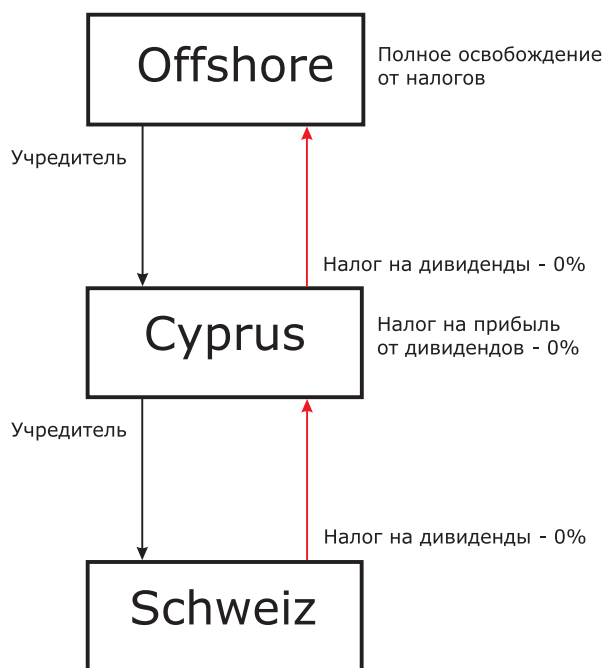 Offshore
Полное освобождение
от налогов
Учредитель
Налог на дивиденды - 0%
Cyprus
Налог на прибыль
от дивидендов - 0%
Учредитель
Налог на дивиденды - 0%
Schweiz